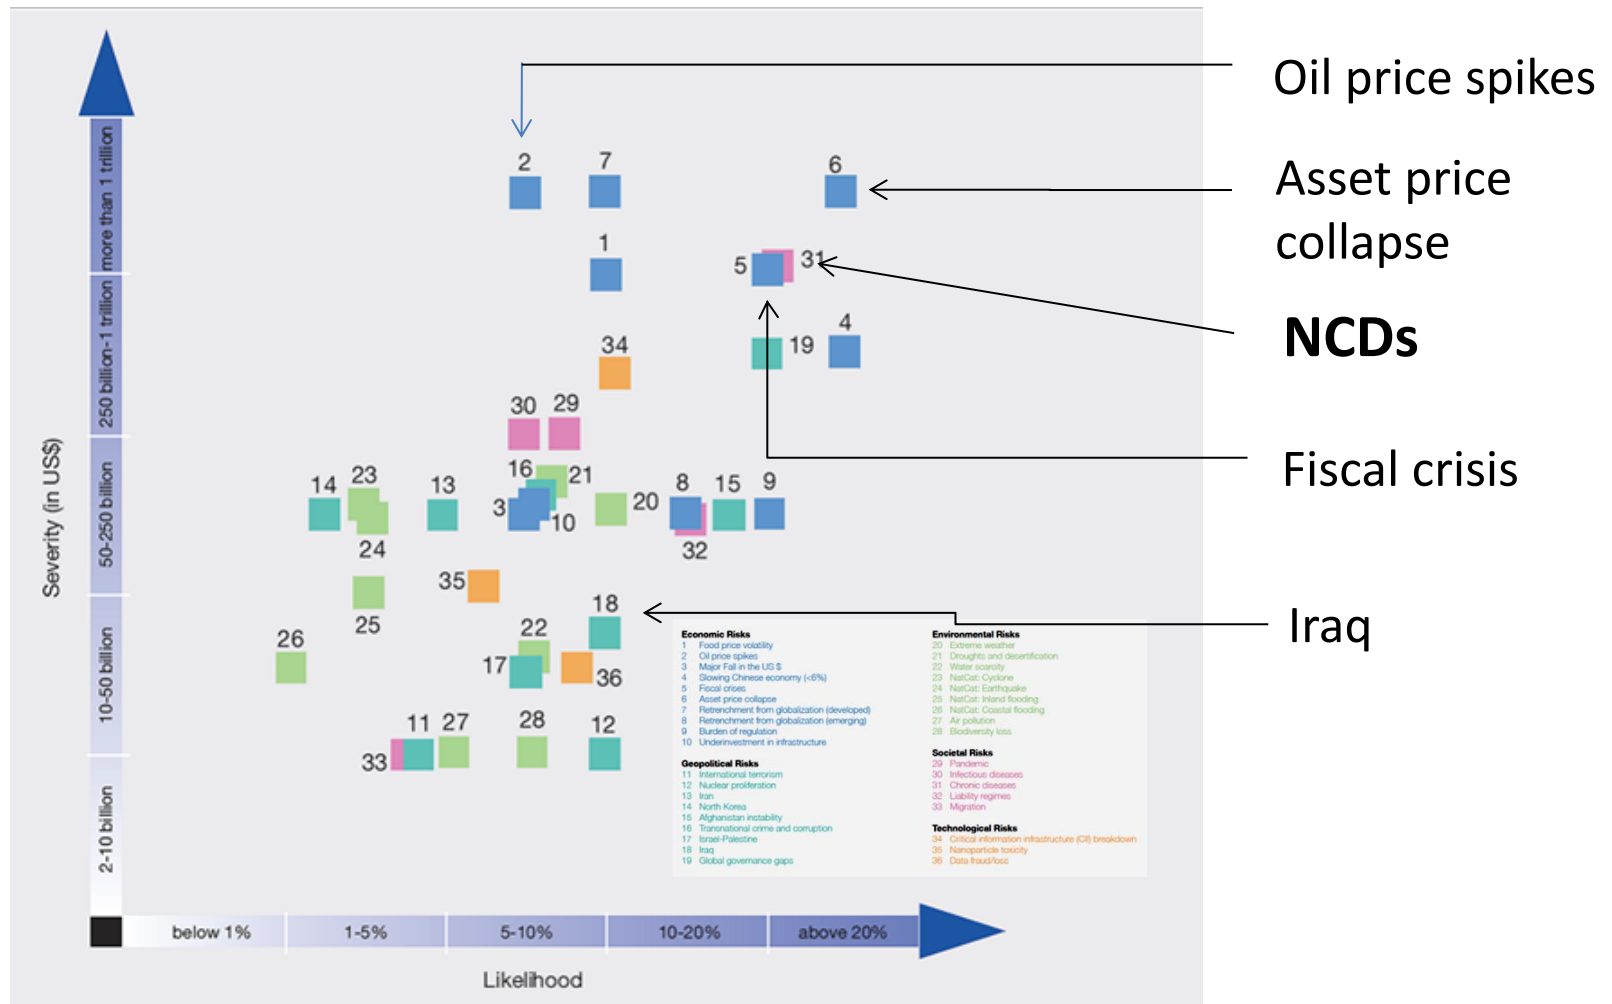 Oil price spikes
Asset price
collapse
NCDs
Fiscal crisis
Iraq
Severity (in US$)
more than 1 trillion
250 billion-1 trillion
50-250 billion
10-50 billion
2-10 billion
2
7
6
1
5
31
34
19
4
30
29
14
23
13
16
21
3
10
20
8
15
9
24
32
35
25
18
26
22
17
36
33
11
27
28
12
Economic Risks
1 Food price volatility
2 Oil price spikes
3 Major Fall in the US $
4 Slowing Chinese economy (<6%)
5 Fiscal crises
6 Asset price collapse
7 Retrenchment from globalization (developed)
8 Retrenchment from globalization (emerging)
9 Burden of regulation
10 Underinvestment in infrastructure
Geopolitical Risks
11 International terrorism
12 Nuclear proliferation
13 Iran
14 North Korea
15 Afghanistan instability
16 Transnational crime and corruption
17 Israel-Palestine
18 Iraq
19 Global governance gaps
Environmental Risks
20 Extreme weather
21 Droughts and desertification
22 Water scarcity
23 NatCat: Cyclone
24 NatCat: Earthquake
25 NatCat: Inland flooding
26 NatCat: Coastal flooding
27 Air pollution
28 Biodiversity loss
Societal Risks
29 Pandemic
30 Infectious diseases
31 Chronic diseases
32 Liability regimes
33 Migration
Technological Risks
34 Critical information infrastructure (CII) breakdown
35 Nanoparticle toxicity
36 Data fraud/loss
below 1%
1-5%
5-10%
10-20%
above 20%
Likelihood